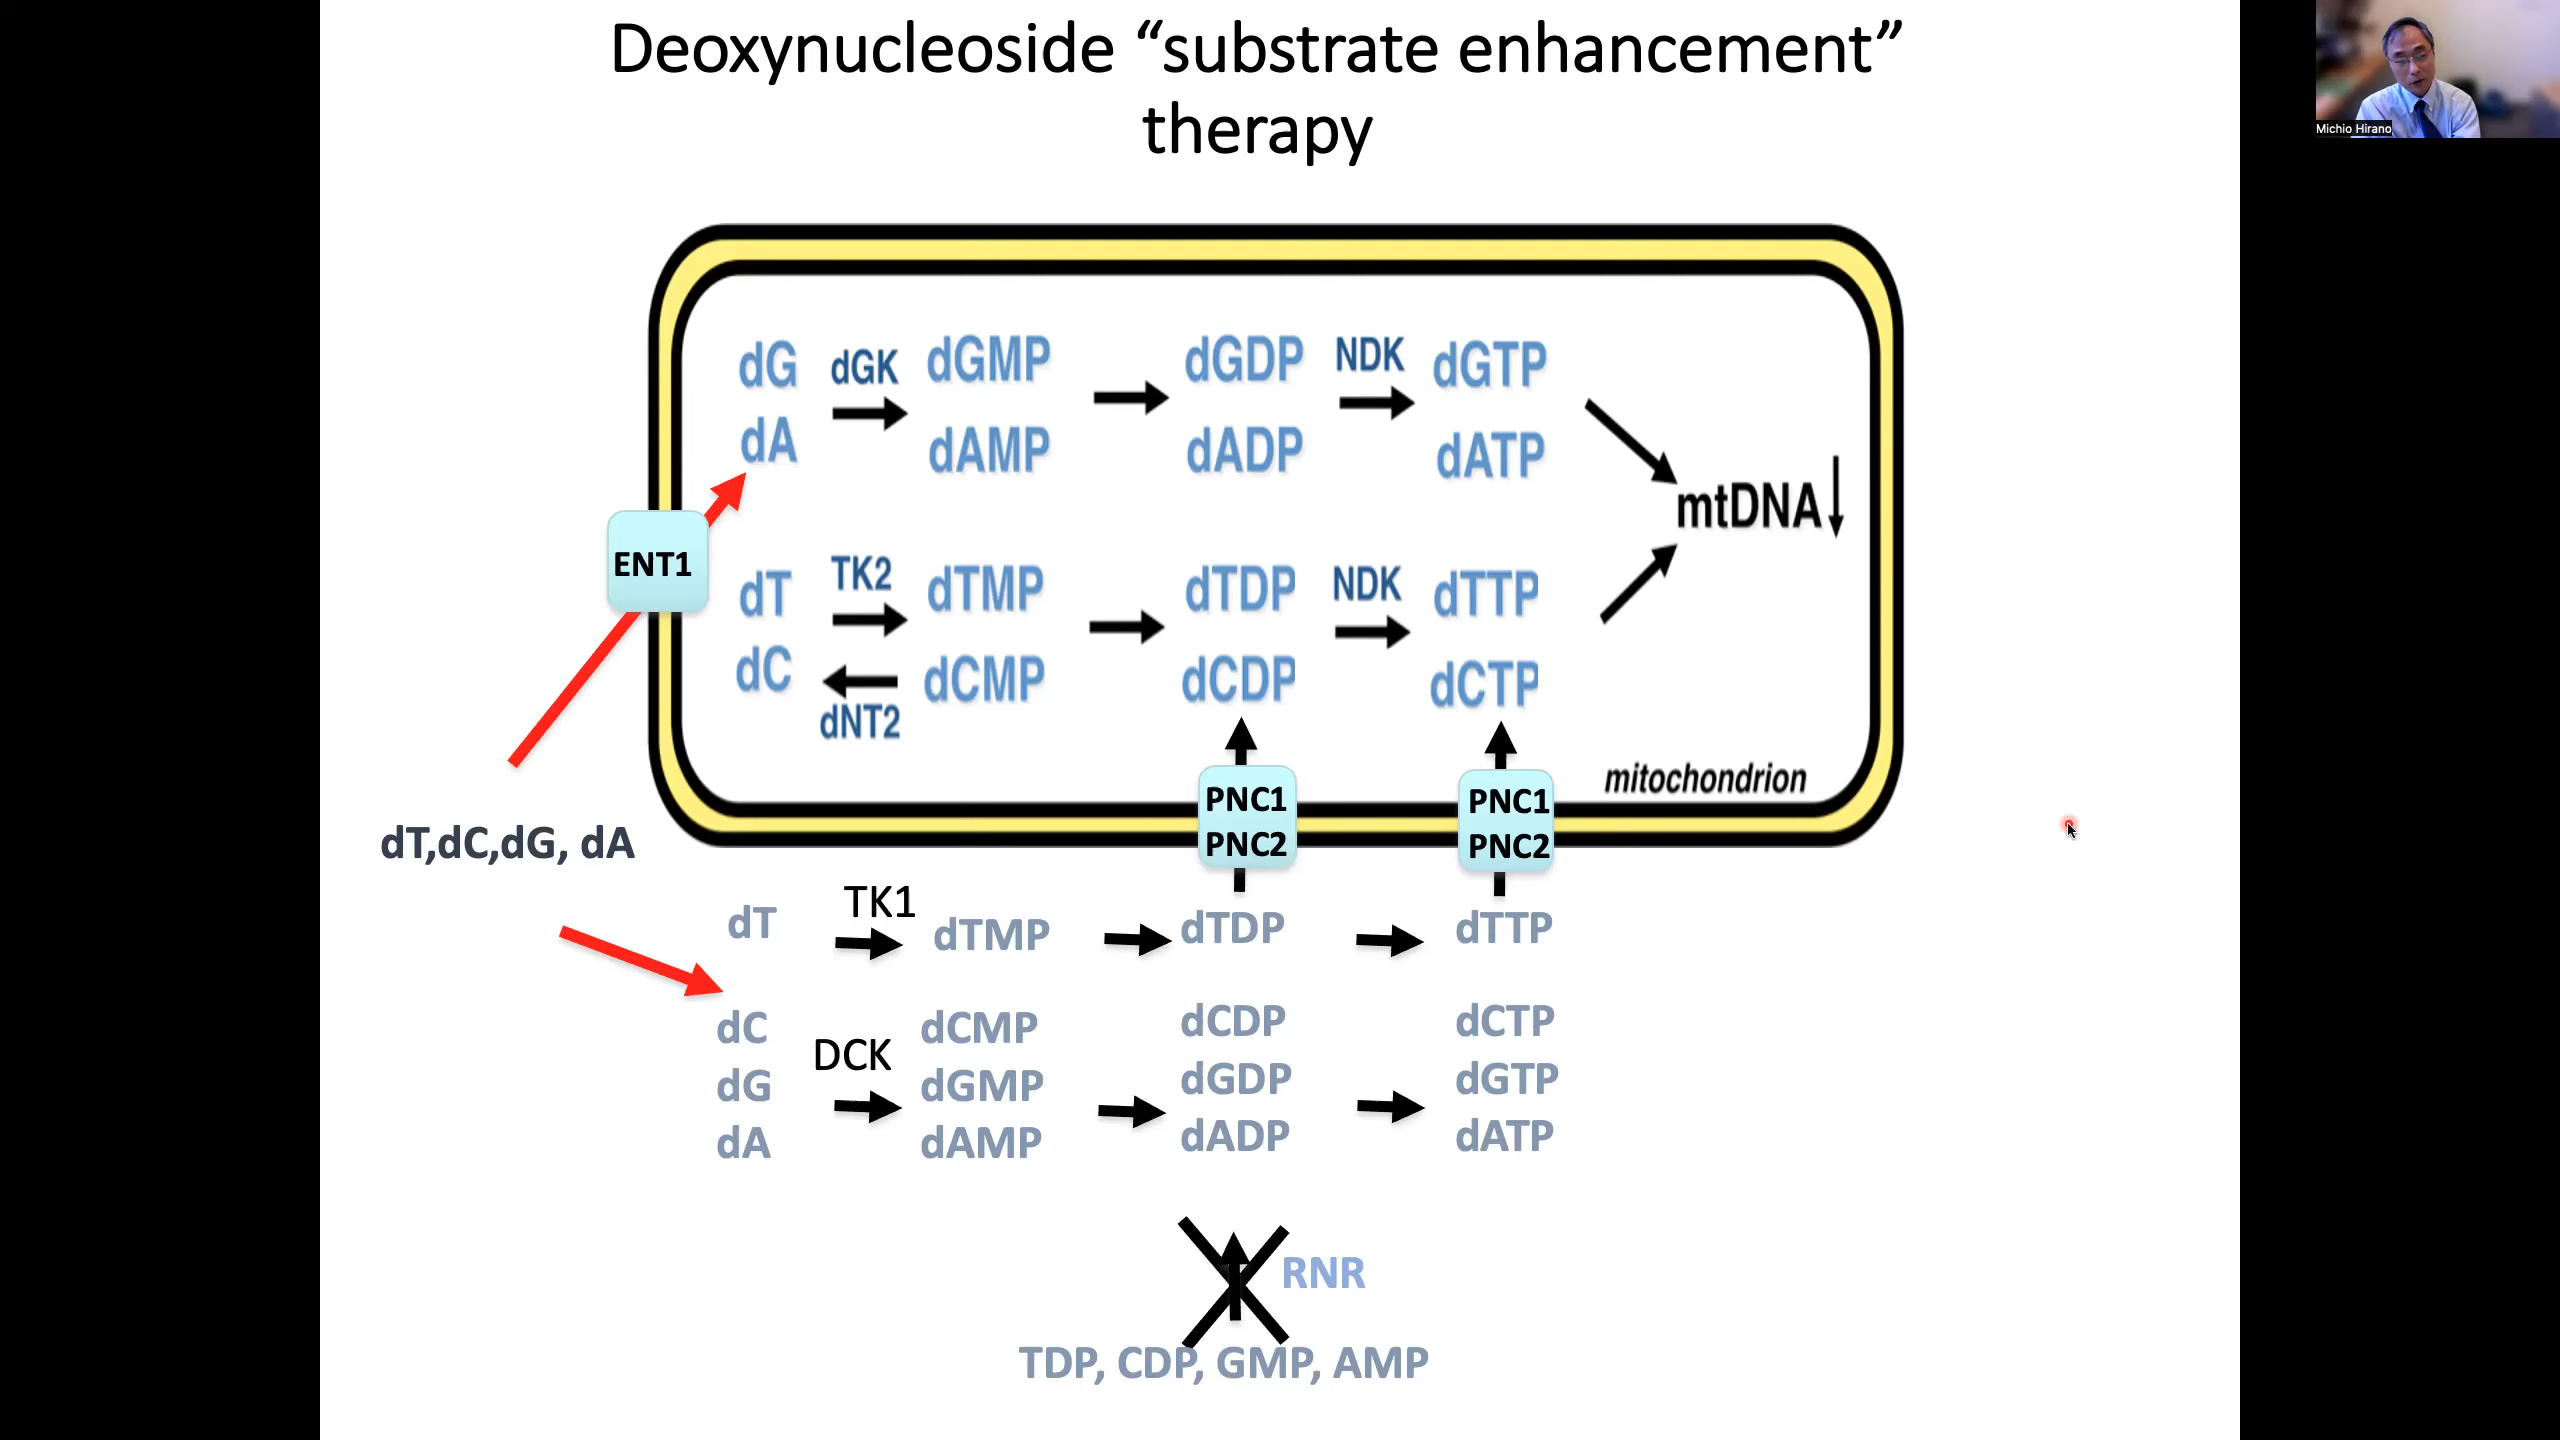 Deoxynucleoside “substrate enhancement”
therapy
Michio Hirano
dG dGK dGMP dGDP NDK dGTP
dA dAMP dADP dATP
mtDNA
ENT1
dT TK2 dTMP dTDP NDK dTTP
dC dCMP dCDP dCTP
dNT2
mitochondrion
PNC1 PNC1
PNC2 PNC2
dT,dC,dG, dA
dT TK1 dTMP dTDP dTTP
dC DCK dCMP dCDP dCTP
dG dGMP dGDP dGTP
dA dAMP dADP dATP
RNR
TDP, CDP, GMP, AMP